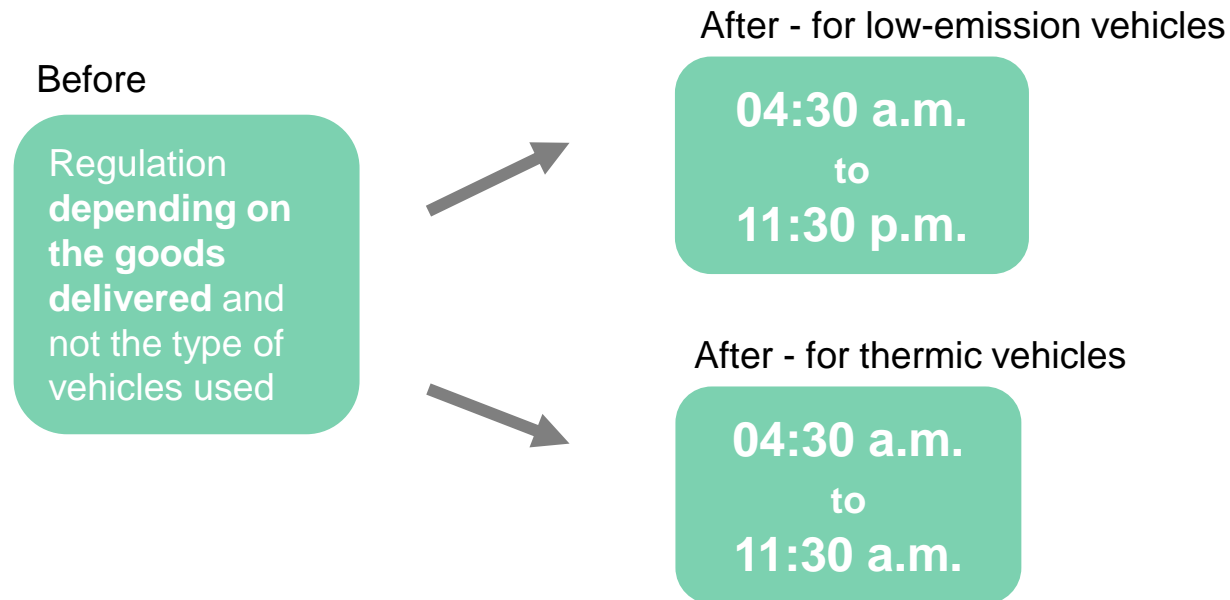 Before
Regulation
depending on
the goods
delivered and
not the type of
vehicles used
After - for low-emission vehicles
04:30 a.m.
to
11:30 p.m.
After - for thermic vehicles
04:30 a.m.
to
11:30 a.m.